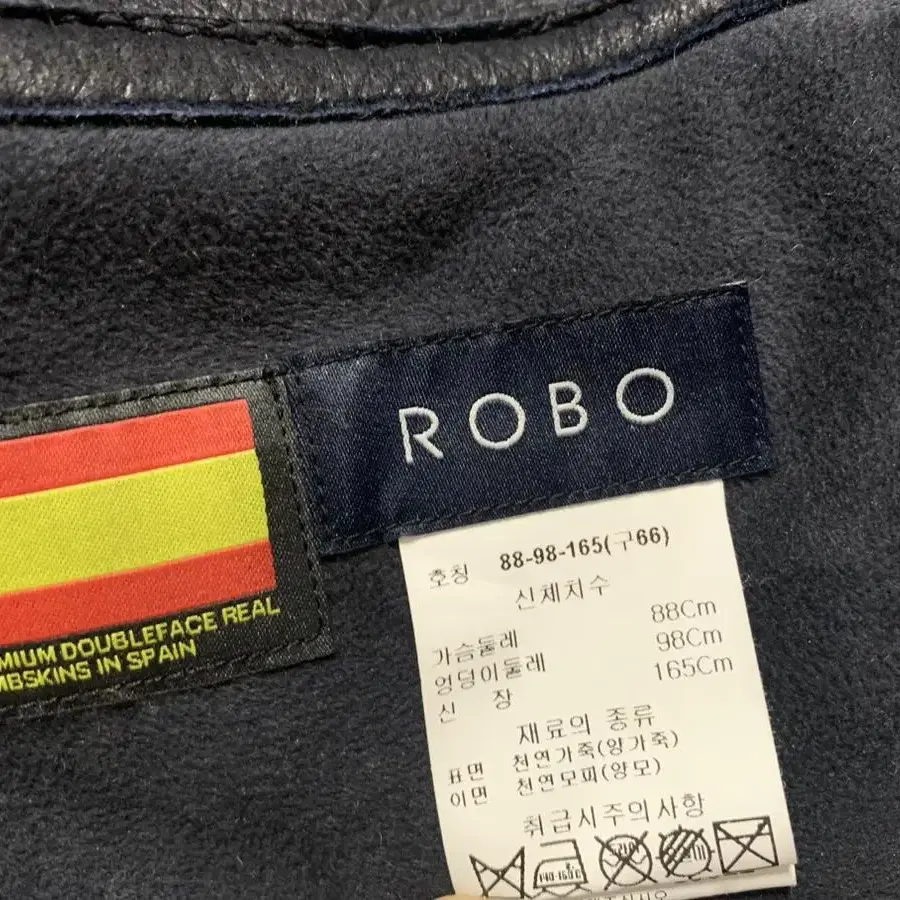 ROBO
MIUM DOUBLEFACE REAL
MBSKINS IN SPAIN
호칭 88-98-165(구66)
신체치수
가슴둘레 88Cm
엉덩이둘레 98Cm
신 장 165Cm
재료의 종류
표면 천연가죽(양가죽)
이면 천연모피(양모)
취급시주의사항
140-160℃